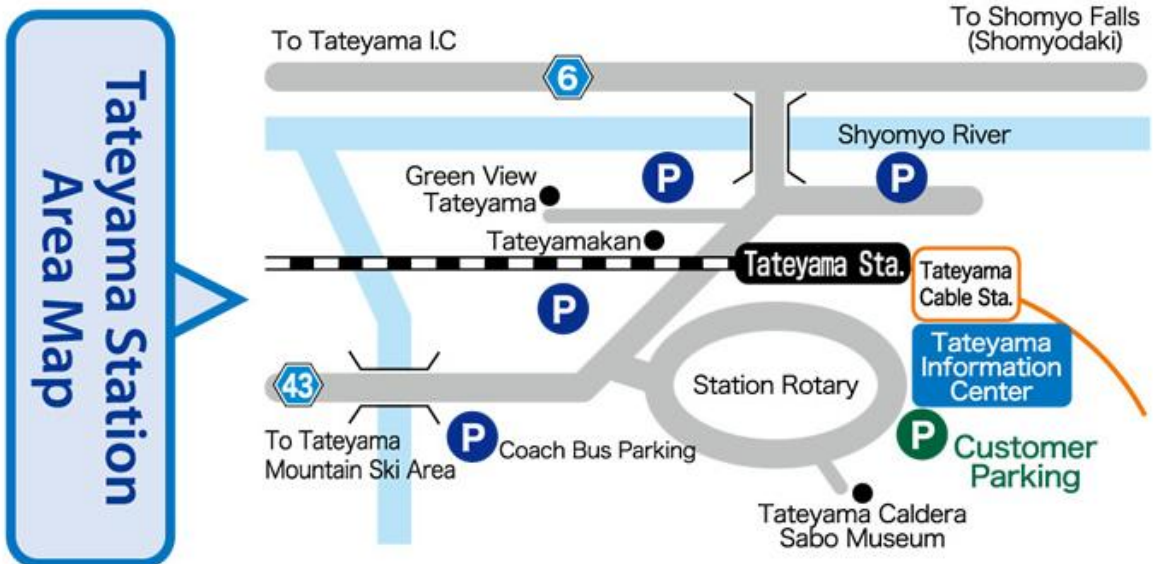 Tateyama Station
Area Map
To Tateyama I.C
To Shomyo Falls
(Shomyodaki)
6
Shyomyo River
P
P
Green View
Tateyama
Tateyamakan
Tateyama Sta.
Tateyama
Cable Sta.
P
Tateyama
Information
Center
43
Station Rotary
To Tateyama
Mountain Ski Area
P
Coach Bus Parking
P
Customer
Parking
Tateyama Caldera
Sabo Museum